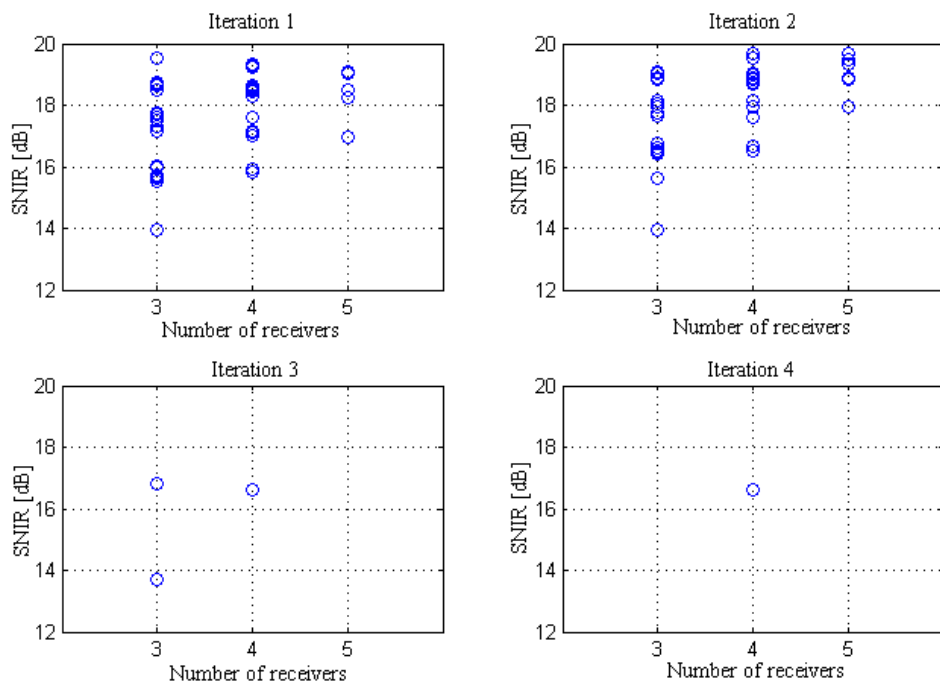 Iteration 1
20
18
16
14
12
SNIR [dB]
3 4 5
Number of receivers
Iteration 2
20
18
16
14
12
SNIR [dB]
3 4 5
Number of receivers
Iteration 3
20
18
16
14
12
SNIR [dB]
3 4 5
Number of receivers
Iteration 4
20
18
16
14
12
SNIR [dB]
3 4 5
Number of receivers